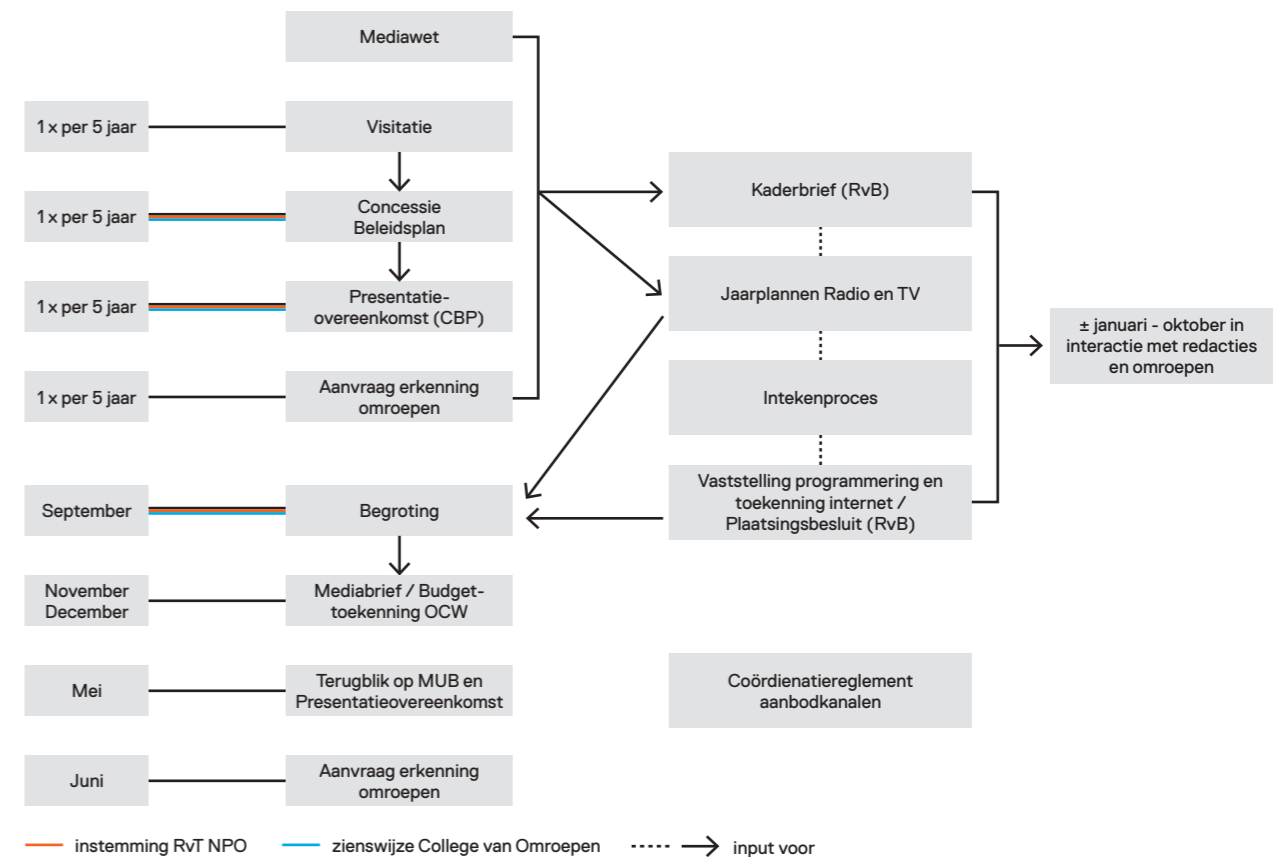 Mediawet
1 x per 5 jaar
Visitatie
1 x per 5 jaar
Concessie
Beleidsplan
1 x per 5 jaar
Presentatie-
overeenkomst (CBP)
1 x per 5 jaar
Aanvraag erkenning
omroepen
September
Begroting
November
December
Mediabrief / Budget-
toekenning OCW
Mei
Terugblik op MUB en
Presentatieovereenkomst
Juni
Aanvraag erkenning
omroepen
Kaderbrief (RvB)
Jaarplannen Radio en TV
Intekenproces
Vaststelling programmering en
toekenning internet /
Plaatsingsbesluit (RvB)
Coördienatiereglement
aanbodkanalen
± januari - oktober in
interactie met redacties
en omroepen
instemming RvT NPO
zienswijze College van Omroepen
input voor